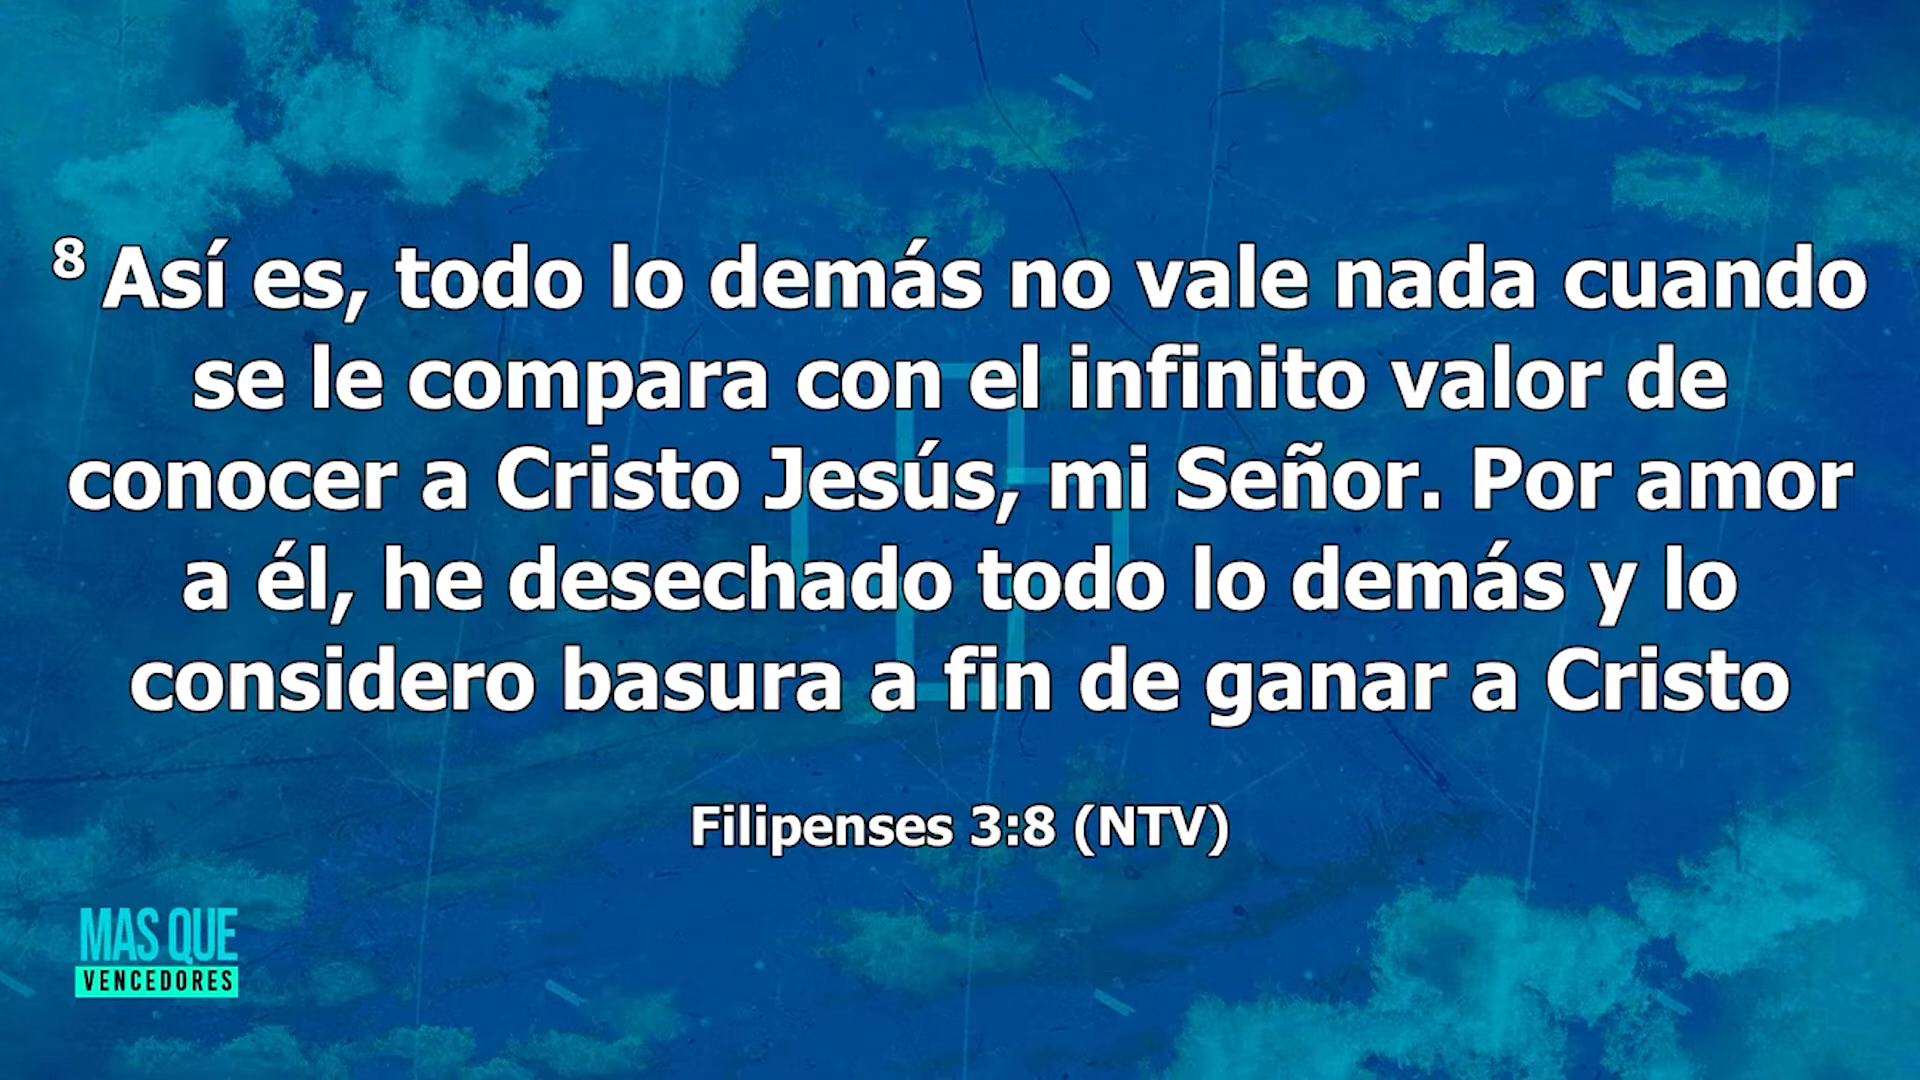 8 Así es, todo lo demás no vale nada cuando
se le compara con el infinito valor de
conocer a Cristo Jesús, mi Señor. Por amor
a él, he desechado todo lo demás y lo
considero basura a fin de ganar a Cristo
Filipenses 3:8 (NTV)
MAS QUE
VENCEDORES